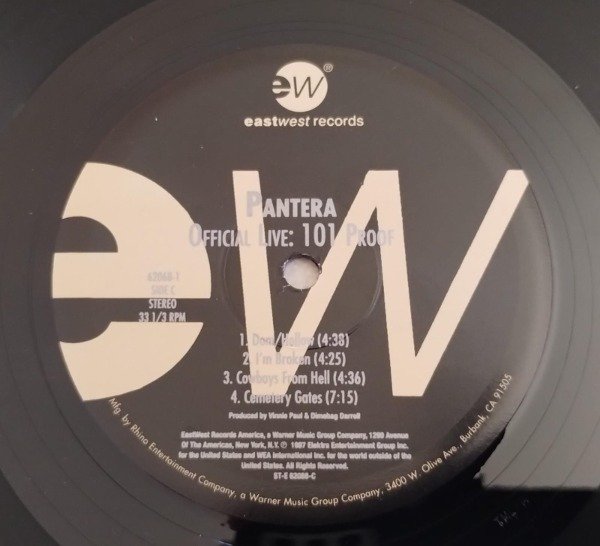 ew®
eastwest records
ew
PANTERA
OFFICIAL LIVE: 101 PROOF
62068-1
SIDE C
STEREO
33 1/3 RPM
1. Dom/Hollow (4:38)
2. I'm Broken (4:25)
3. Cowboys From Hell (4:36)
4. Cemetery Gates (7:15)
Produced by Vinnie Paul & Dimebag Darrell
EastWest Records America, a Warner Music Group Company, 1290 Avenue
Of The Americas, New York, N.Y. ℗ 1997 Elektra Entertainment Group Inc.
for the United States and WEA International Inc. for the world outside of the
United States. All Rights Reserved.
ST-E 62068-C
Mfg. by Rhino Entertainment Company, a Warner Music Group Company, 3400 W. Olive Ave., Burbank, CA 91505